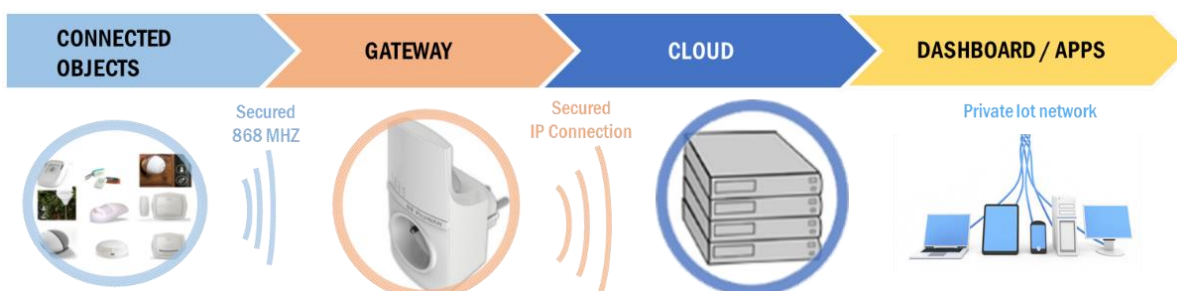 CONNECTED
OBJECTS
GATEWAY
CLOUD
DASHBOARD / APPS
Secured
868 MHZ
Secured
IP Connection
Private Iot network